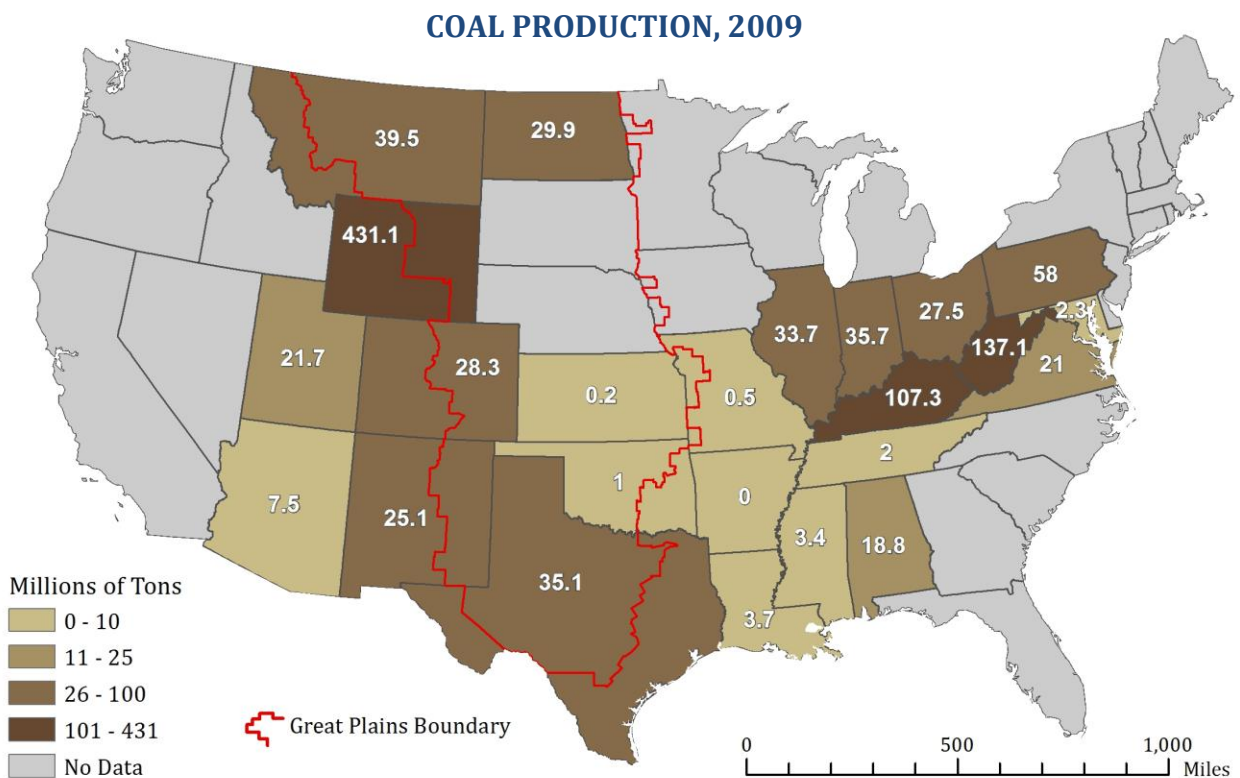 COAL PRODUCTION, 2009
39.5
29.9
431.1
58
2.3
27.5
33.7
35.7
137.1
21.7
28.3
21
0.2
0.5
107.3
2
1
0
7.5
25.1
3.4
18.8
35.1
3.7
Millions of Tons
0 - 10
11 - 25
26 - 100
101 - 431
No Data
Great Plains Boundary
0 500 1,000
Miles